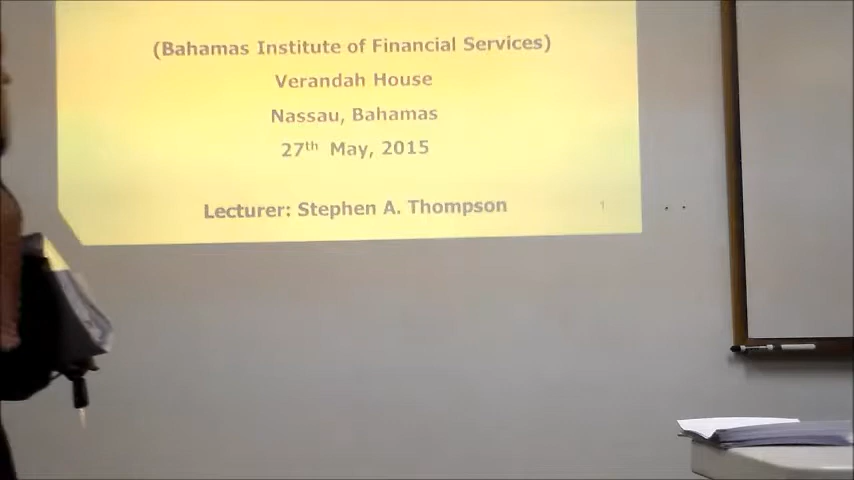 (Bahamas Institute of Financial Services)
Verandah House
Nassau, Bahamas
27th May, 2015
Lecturer: Stephen A. Thompson
1